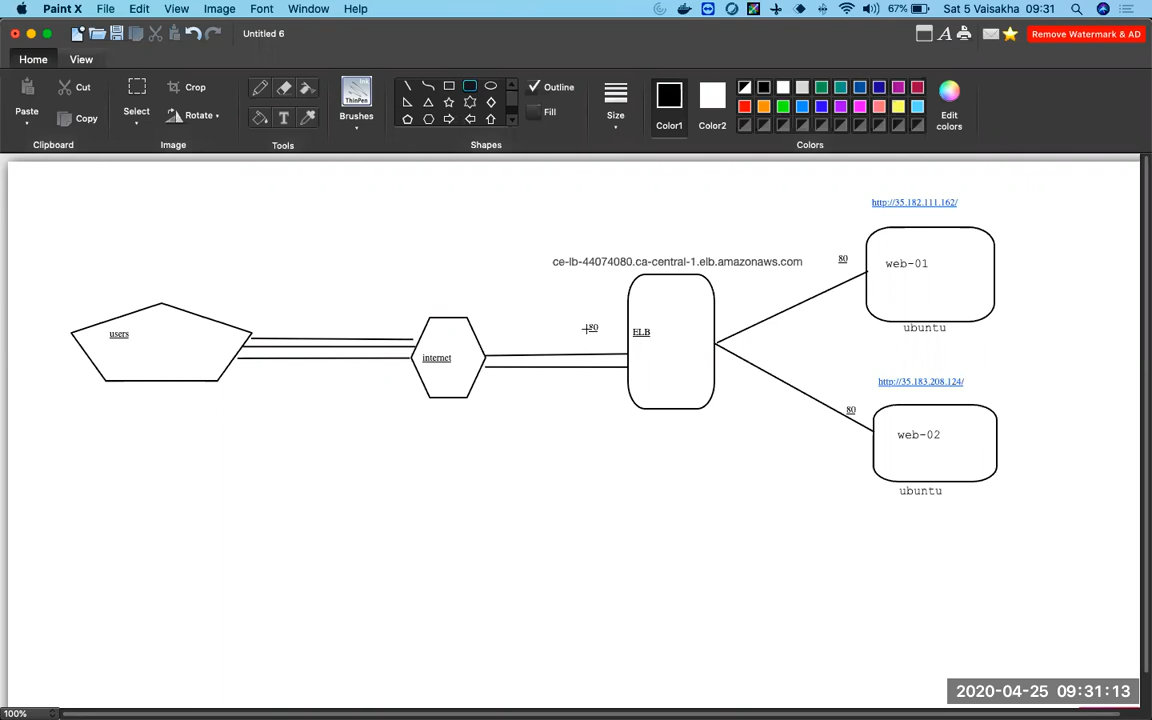 Paint X File Edit View Image Font Window Help 67% Sat 5 Vaisakha 09:31
Untitled 6
Remove Watermark & AD
Home View
Paste Cut Copy
Clipboard
Select Crop Rotate
Image
Tools
Ink
ThinPen
Brushes
Outline
Fill
Shapes
Size
Color1
Color2
Edit colors
Colors
http://35.182.111.162/
ce-lb-44074080.ca-central-1.elb.amazonaws.com
80
web-01
ubuntu
users
internet
80
ELB
http://35.183.208.124/
80
web-02
ubuntu
2020-04-25 09:31:13
100%